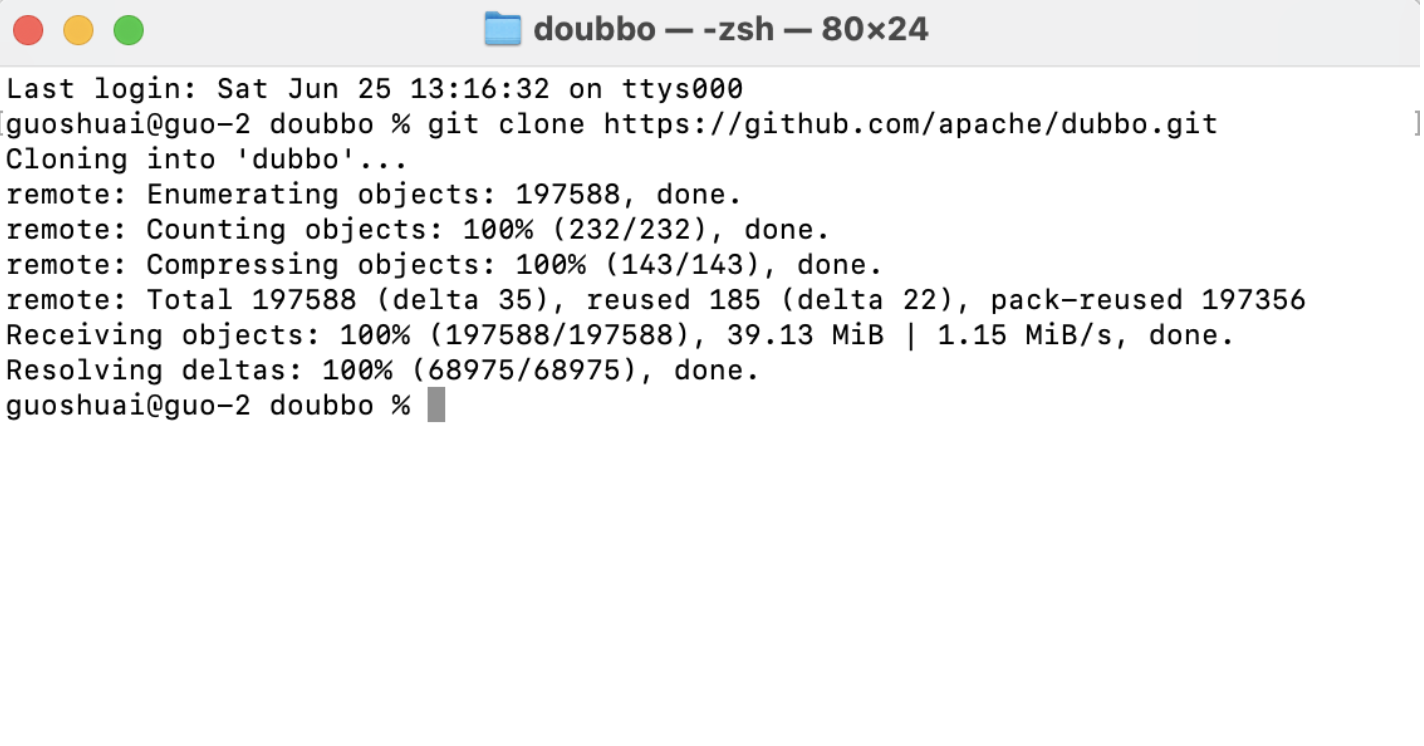 doubbo — -zsh — 80×24
Last login: Sat Jun 25 13:16:32 on ttys000
[guoshuai@guo-2 doubbo % git clone https://github.com/apache/dubbo.git ]
Cloning into 'dubbo'...
remote: Enumerating objects: 197588, done.
remote: Counting objects: 100% (232/232), done.
remote: Compressing objects: 100% (143/143), done.
remote: Total 197588 (delta 35), reused 185 (delta 22), pack-reused 197356
Receiving objects: 100% (197588/197588), 39.13 MiB | 1.15 MiB/s, done.
Resolving deltas: 100% (68975/68975), done.
guoshuai@guo-2 doubbo %